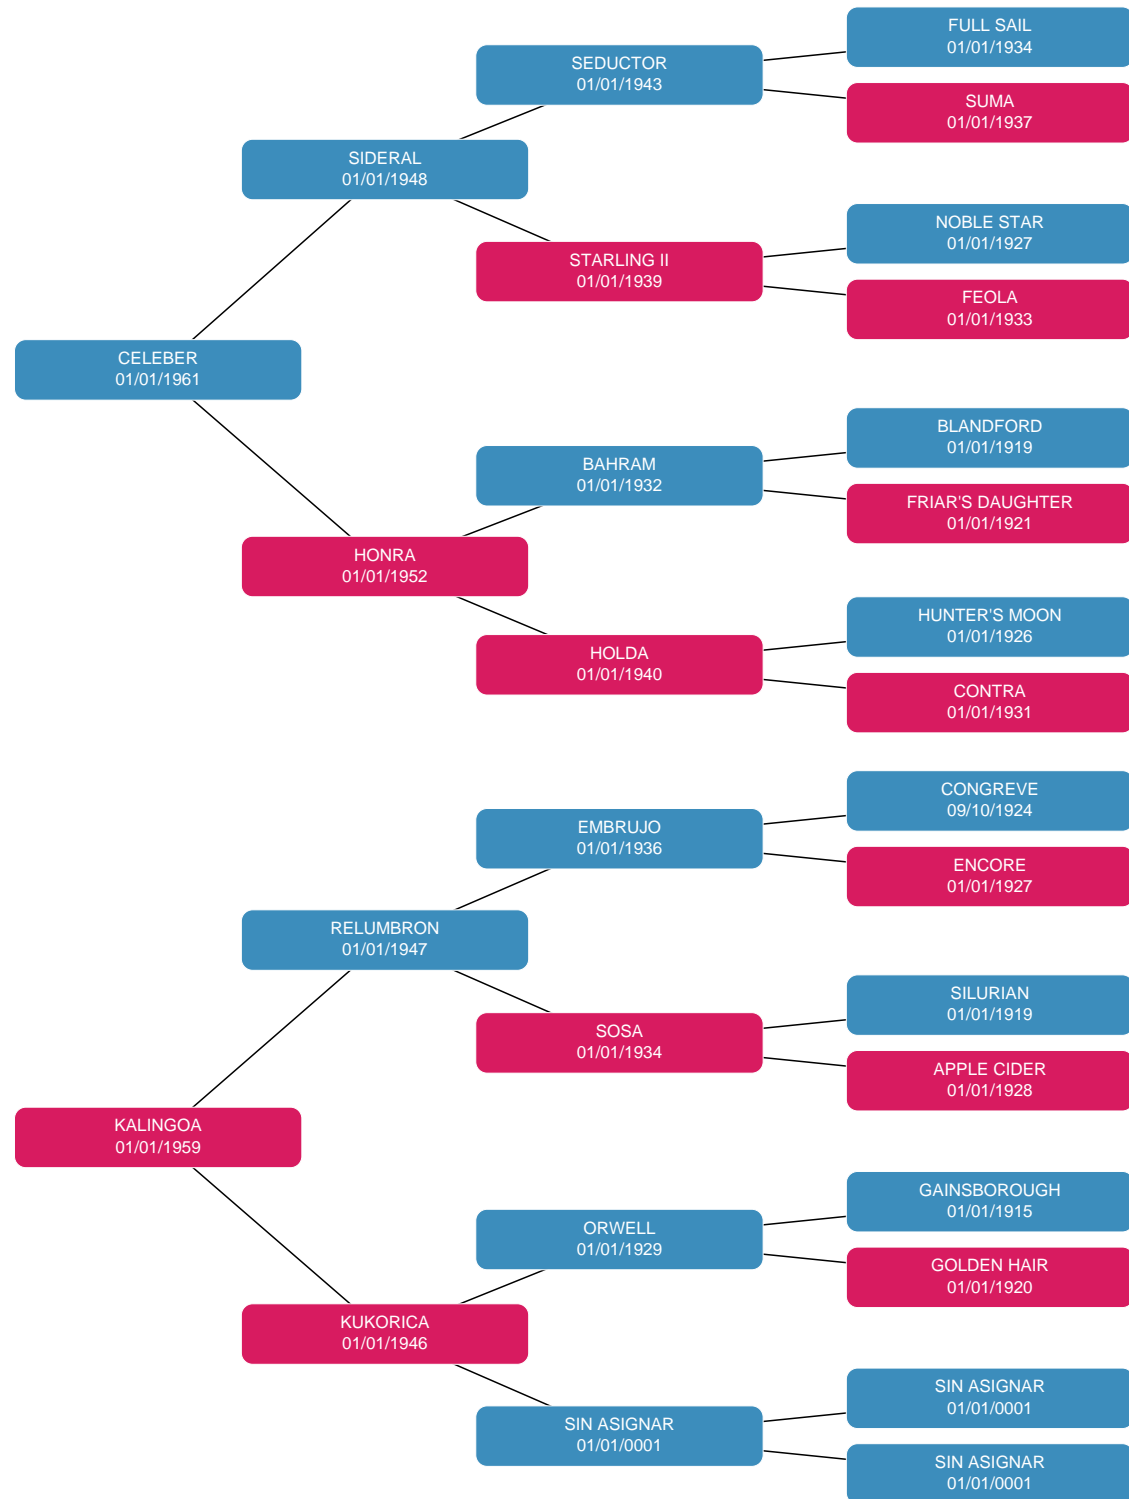 FULL SAIL
01/01/1934
SEDUCTOR
01/01/1943
SUMA
01/01/1937
SIDERAL
01/01/1948
NOBLE STAR
01/01/1927
STARLING II
01/01/1939
FEOLA
01/01/1933
CELEBER
01/01/1961
BLANDFORD
01/01/1919
BAHRAM
01/01/1932
FRIAR'S DAUGHTER
01/01/1921
HONRA
01/01/1952
HUNTER'S MOON
01/01/1926
HOLDA
01/01/1940
CONTRA
01/01/1931
CONGREVE
09/10/1924
EMBRUJO
01/01/1936
ENCORE
01/01/1927
RELUMBRON
01/01/1947
SILURIAN
01/01/1919
SOSA
01/01/1934
APPLE CIDER
01/01/1928
KALINGOA
01/01/1959
GAINSBOROUGH
01/01/1915
ORWELL
01/01/1929
GOLDEN HAIR
01/01/1920
KUKORICA
01/01/1946
SIN ASIGNAR
01/01/0001
SIN ASIGNAR
01/01/0001
SIN ASIGNAR
01/01/0001